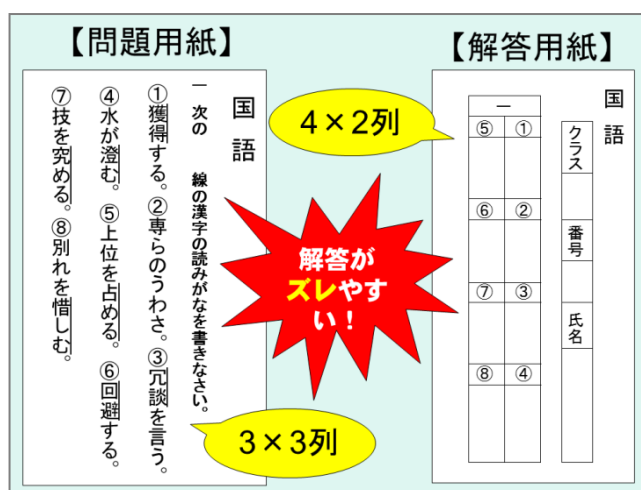 【問題用紙】
国語
一 次の 線の漢字の読みがなを書きなさい。
①獲得する。②専らのうわさ。③冗談を言う。
④水が澄む。⑤上位を占める。⑥回避する。
⑦技を究める。⑧別れを惜しむ。
3×3列
4×2列
解答が
ズレやす
い！
【解答用紙】
国語
クラス
番号
氏名
一
①
②
③
④
⑤
⑥
⑦
⑧